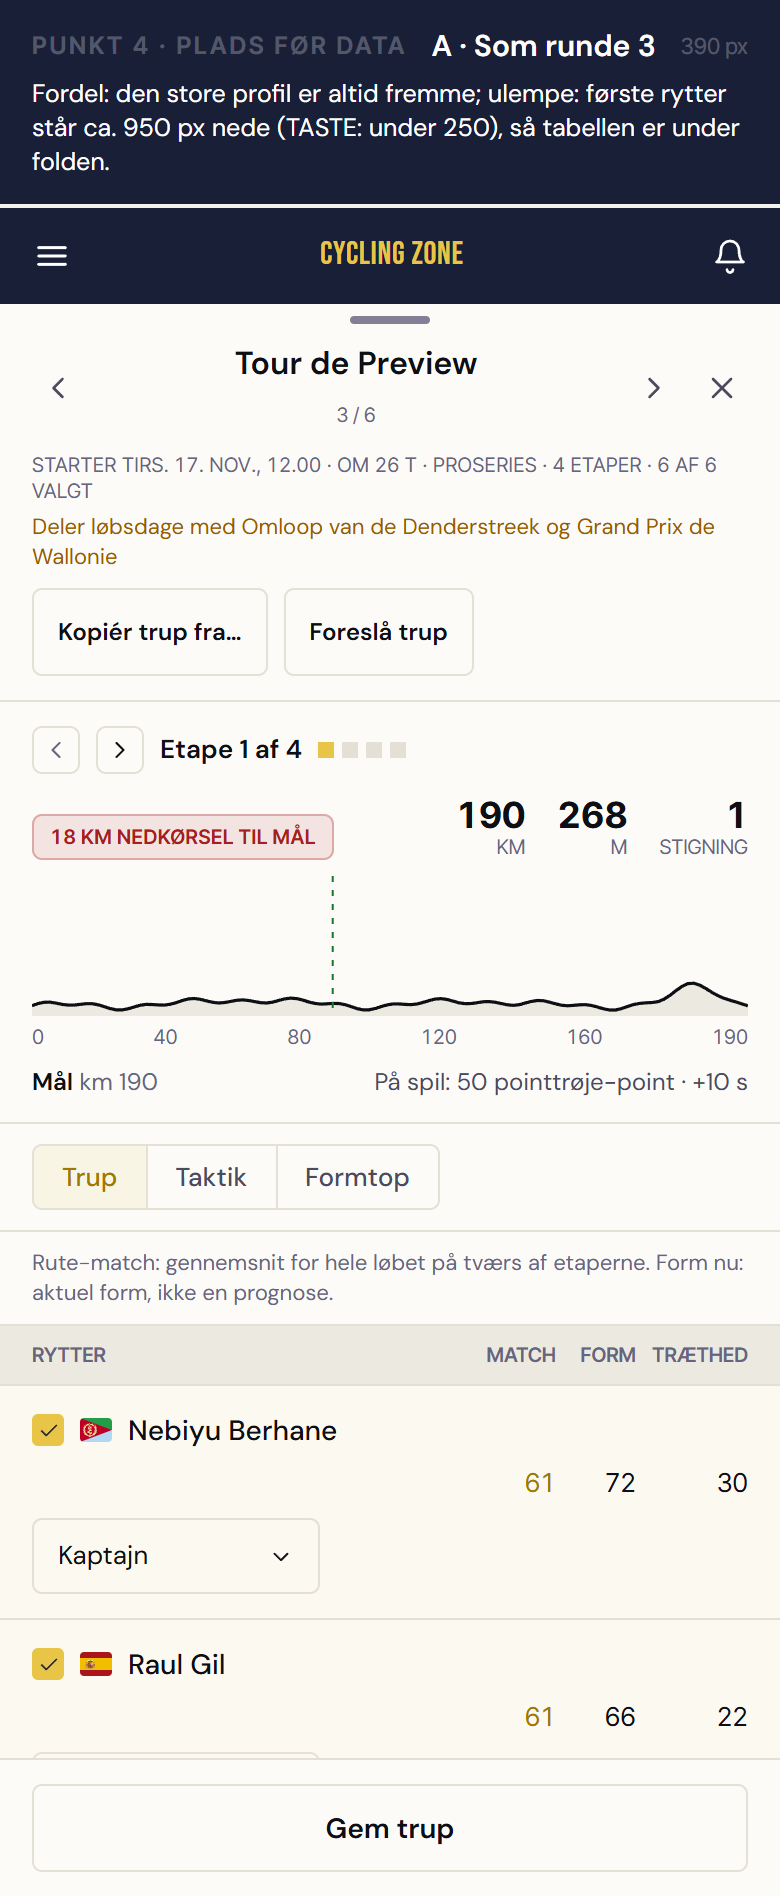 PUNKT 4 · PLADS FØR DATA A · Som runde 3 390 px
Fordel: den store profil er altid fremme; ulempe: første rytter
står ca. 950 px nede (TASTE: under 250), så tabellen er under
folden.
CYCLING ZONE
Tour de Preview
3 / 6
STARTER TIRS. 17. NOV., 12.00 · OM 26 T · PROSERIES · 4 ETAPER · 6 AF 6
VALGT
Deler løbsdage med Omloop van de Denderstreek og Grand Prix de
Wallonie
Kopiér trup fra... Foreslå trup
Etape 1 af 4
190 268 1
18 KM NEDKØRSEL TIL MÅL KM M STIGNING
0 40 80 120 160 190
Mål km 190 På spil: 50 pointtrøje-point · +10 s
Trup Taktik Formtop
Rute-match: gennemsnit for hele løbet på tværs af etaperne. Form nu:
aktuel form, ikke en prognose.
RYTTER MATCH FORM TRÆTHED
Nebiyu Berhane
61 72 30
Kaptajn
Raul Gil
61 66 22
Gem trup